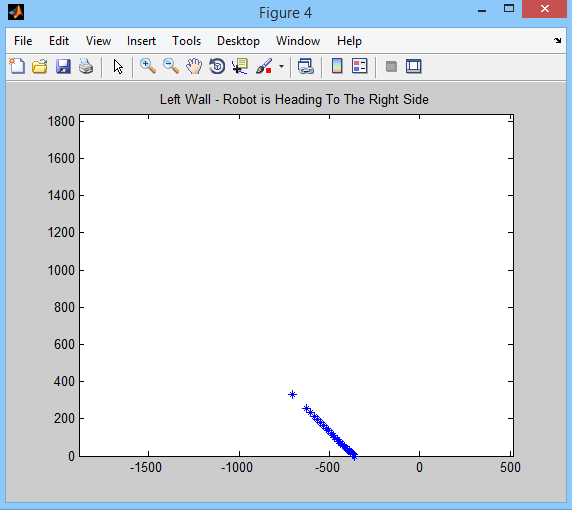 Figure 4
File Edit View Insert Tools Desktop Window Help
Left Wall - Robot is Heading To The Right Side
1800
1600
1400
1200
1000
800
600
400
200
0
-1500 -1000 -500 0 500